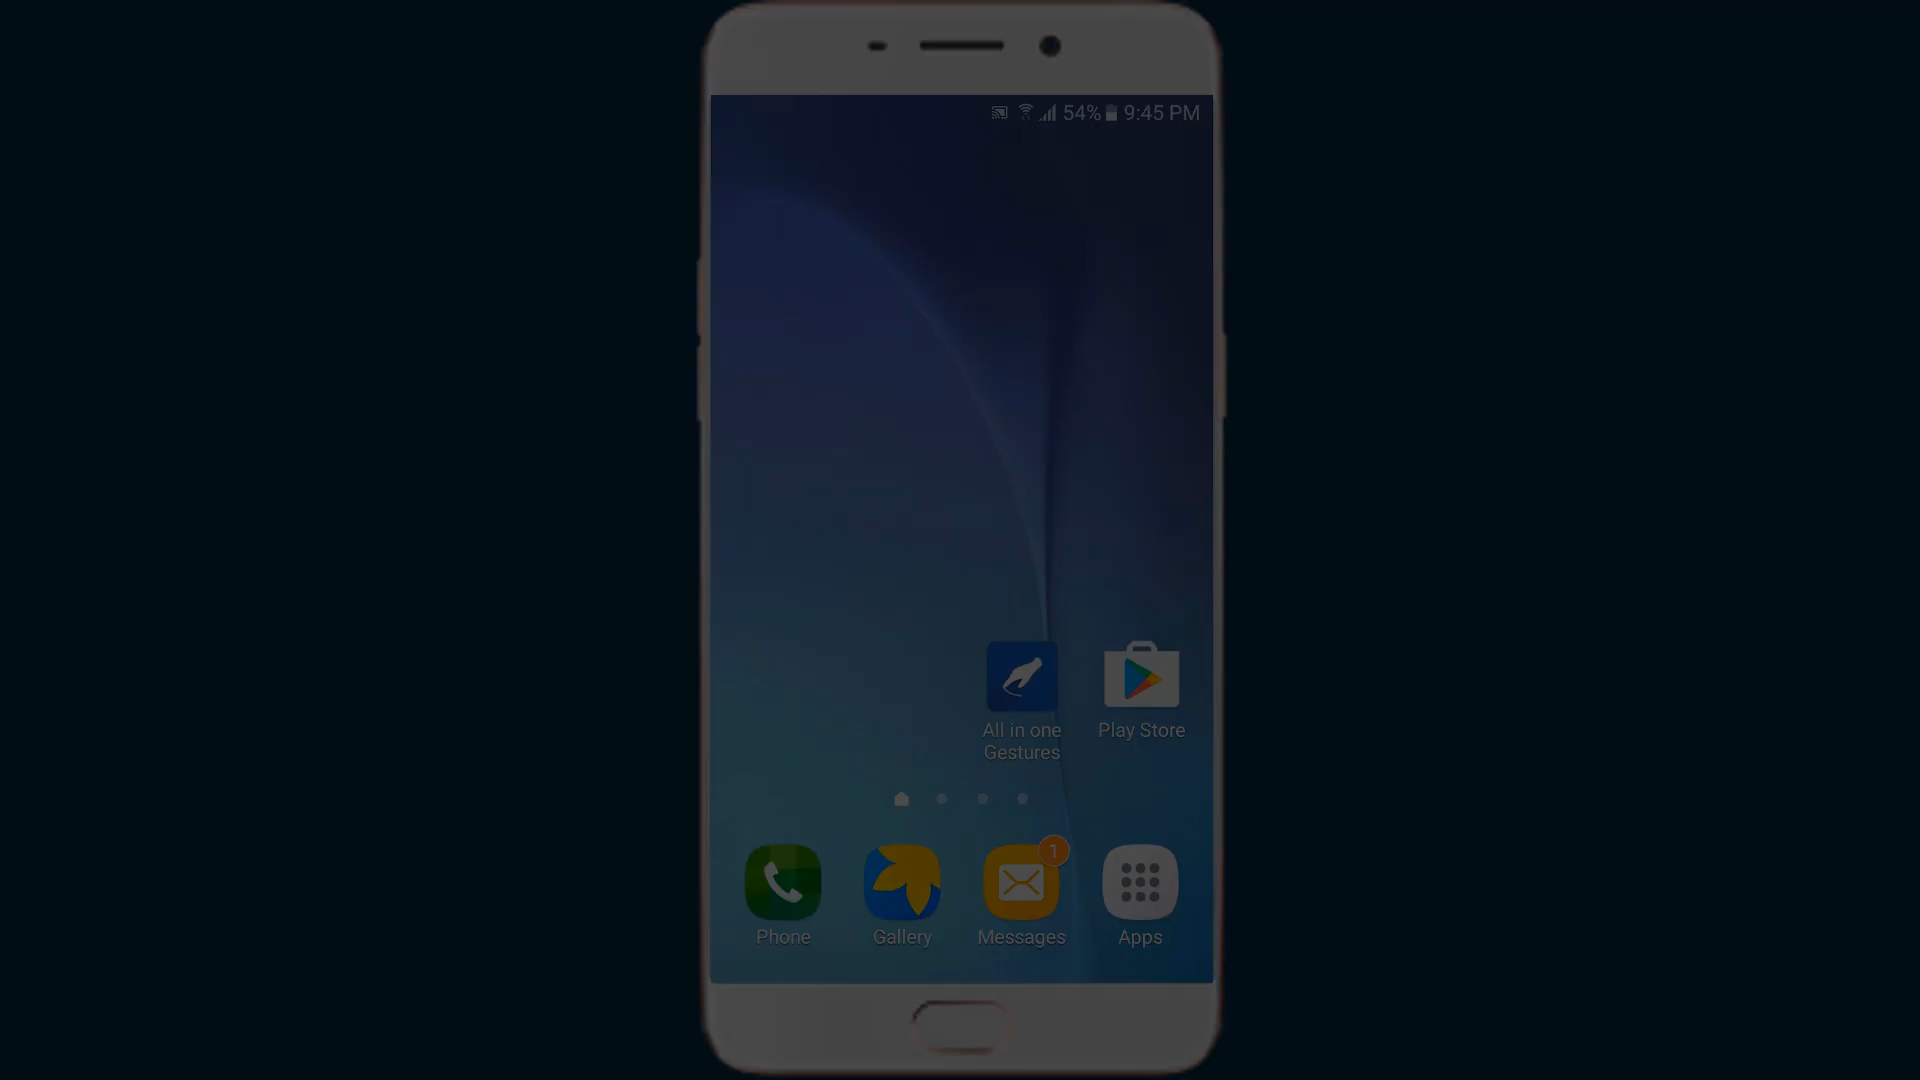 54% 9:45 PM
All in one
Gestures
Play Store
1
Phone
Gallery
Messages
Apps